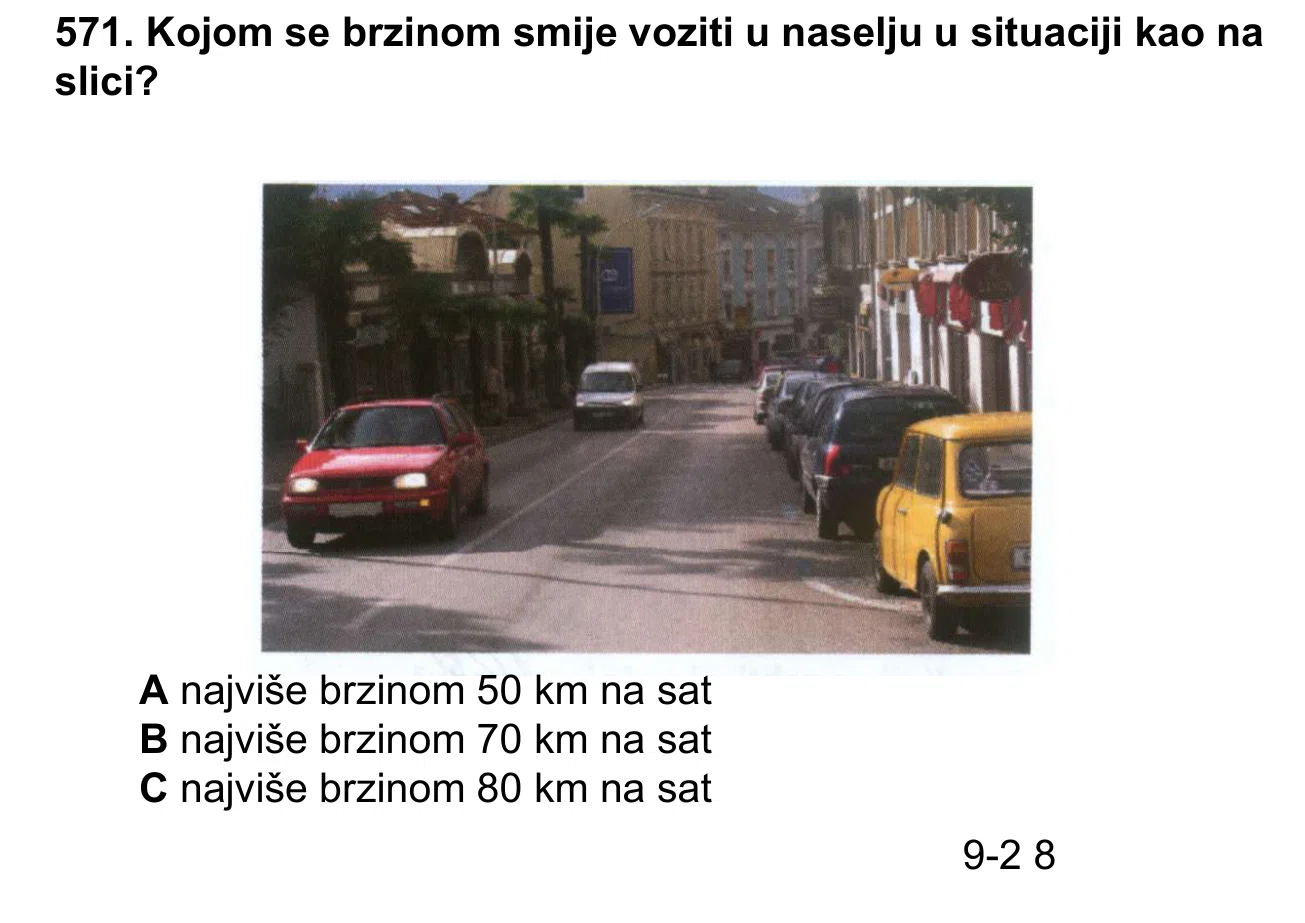 571. Kojom se brzinom smije voziti u naselju u situaciji kao na
slici?
A najviše brzinom 50 km na sat
B najviše brzinom 70 km na sat
C najviše brzinom 80 km na sat
9-2 8